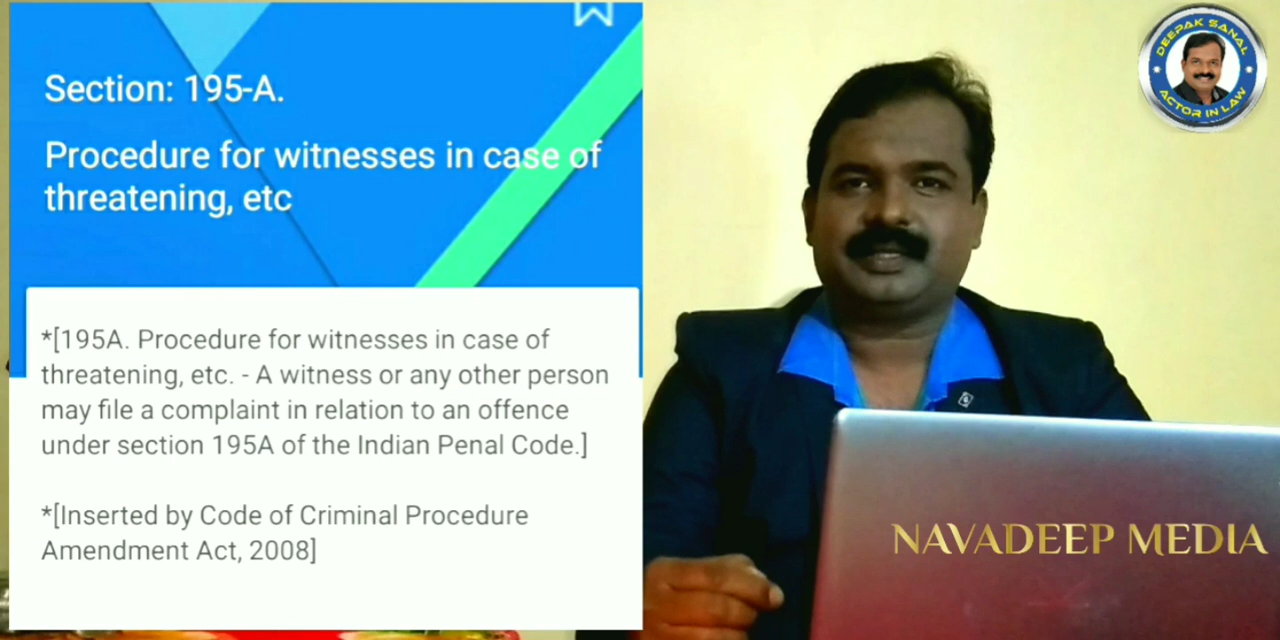 Section: 195-A.
Procedure for witnesses in case of
threatening, etc
*[195A. Procedure for witnesses in case of
threatening, etc. - A witness or any other person
may file a complaint in relation to an offence
under section 195A of the Indian Penal Code.]
*[Inserted by Code of Criminal Procedure
Amendment Act, 2008]
DEEPAK SANAL
ACTOR IN LAW
NAVADEEP MEDIA